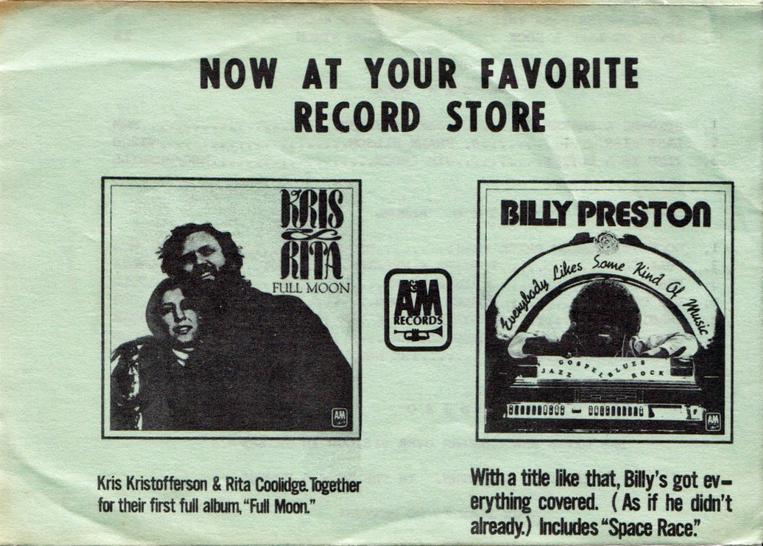 NOW AT YOUR FAVORITE
RECORD STORE
KRIS
&
RITA
FULL MOON
A&M
Kris Kristofferson & Rita Coolidge. Together
for their first full album, "Full Moon."
A&M
RECORDS
BILLY PRESTON
Everybody Likes Some Kind Of Music
GOSPEL BLUES
JAZZ ROCK
A&M
With a title like that, Billy's got ev-
erything covered. (As if he didn't
already.) Includes "Space Race."